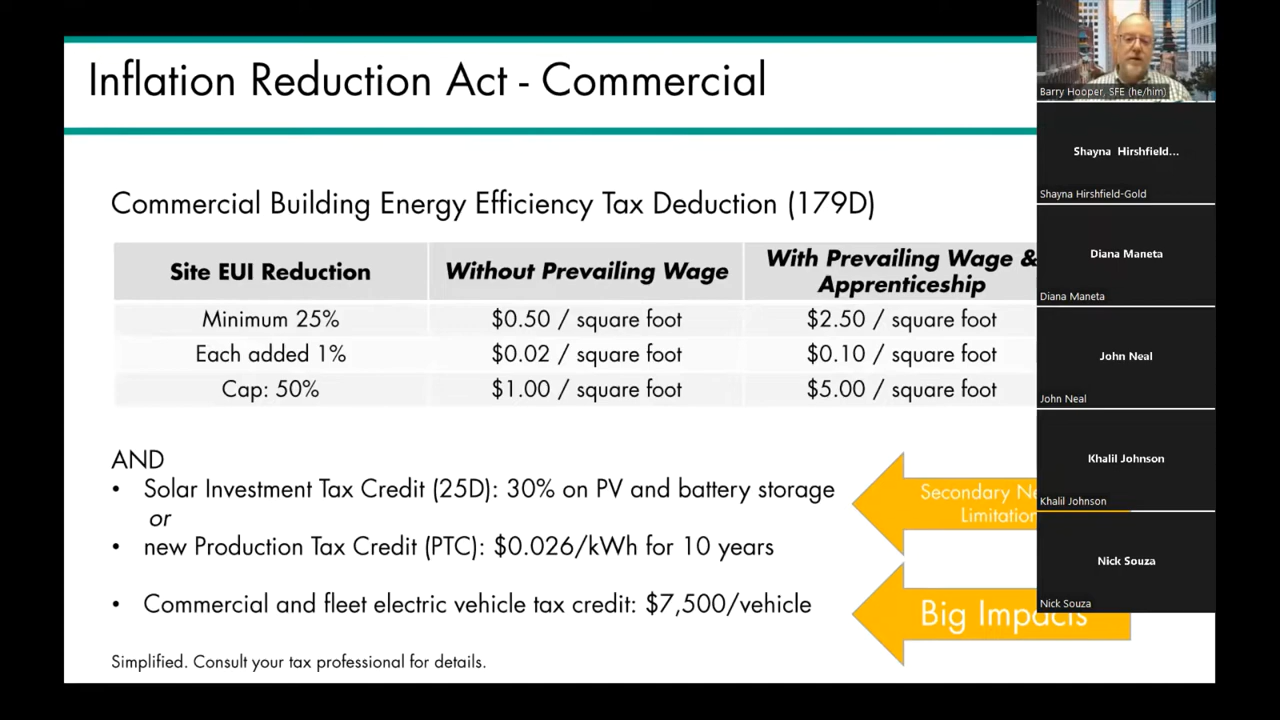 Inflation Reduction Act - Commercial
Commercial Building Energy Efficiency Tax Deduction (179D)
Site EUI Reduction
Without Prevailing Wage
With Prevailing Wage &
Apprenticeship
Minimum 25%
$0.50 / square foot
$2.50 / square foot
Each added 1%
$0.02 / square foot
$0.10 / square foot
Cap: 50%
$1.00 / square foot
$5.00 / square foot
AND
• Solar Investment Tax Credit (25D): 30% on PV and battery storage
or
• new Production Tax Credit (PTC): $0.026/kWh for 10 years
• Commercial and fleet electric vehicle tax credit: $7,500/vehicle
Simplified. Consult your tax professional for details.
Secondary
Big Impacts
Barry Hooper, SFE (he/him)
Shayna Hirshfield...
Shayna Hirshfield-Gold
Diana Maneta
Diana Maneta
John Neal
John Neal
Khalil Johnson
Khalil Johnson
Nick Souza
Nick Souza